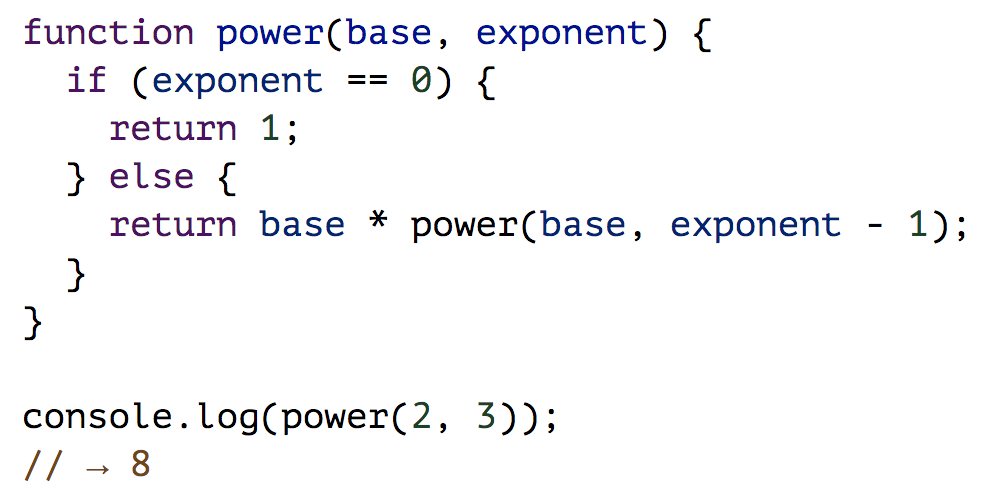 function power(base, exponent) {
  if (exponent == 0) {
    return 1;
  } else {
    return base * power(base, exponent - 1);
  }
}

console.log(power(2, 3));
// → 8